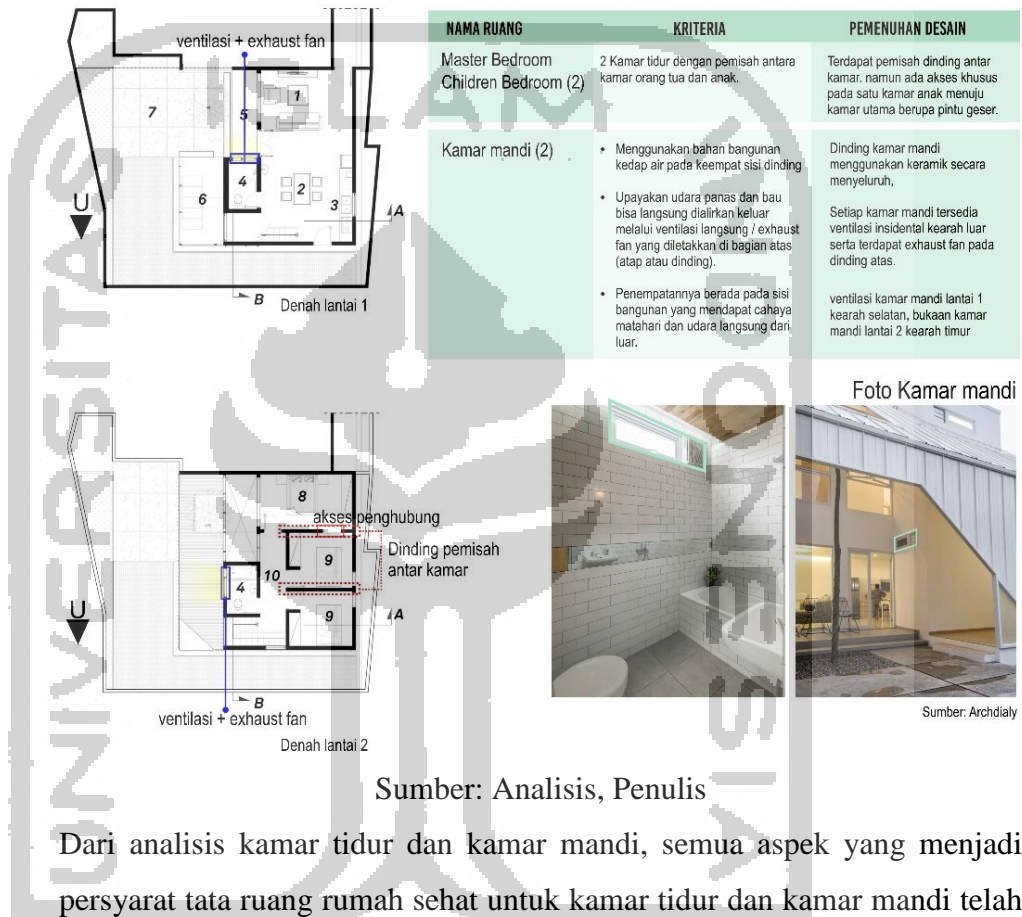 ventilasi + exhaust fan
1
7
5
4
2
3
6
U
A
B
Denah lantai 1
NAMA RUANG
KRITERIA
PEMENUHAN DESAIN
Master Bedroom
Children Bedroom (2)
2 Kamar tidur dengan pemisah antara
kamar orang tua dan anak.
Terdapat pemisah dinding antar
kamar. namun ada akses khusus
pada satu kamar anak menuju
kamar utama berupa pintu geser.
Kamar mandi (2)
• Menggunakan bahan bangunan
kedap air pada keempat sisi dinding
• Upayakan udara panas dan bau
bisa langsung dialirkan keluar
melalui ventilasi langsung / exhaust
fan yang diletakkan di bagian atas
(atap atau dinding).
• Penempatannya berada pada sisi
bangunan yang mendapat cahaya
matahari dan udara langsung dari
luar.
Dinding kamar mandi
menggunakan keramik secara
menyeluruh,
Setiap kamar mandi tersedia
ventilasi insidental kearah luar
serta terdapat exhaust fan pada
dinding atas.
ventilasi kamar mandi lantai 1
kearah selatan, bukaan kamar
mandi lantai 2 kearah timur
8
akses penghubung
Dinding pemisah
antar kamar
9
10
4
9
U
A
B
ventilasi + exhaust fan
Denah lantai 2
Foto Kamar mandi
Sumber: Archdialy
Sumber: Analisis, Penulis
Dari analisis kamar tidur dan kamar mandi, semua aspek yang menjadi
persyarat tata ruang rumah sehat untuk kamar tidur dan kamar mandi telah
UNIVERSITAS
ISLAM
INDONESIA